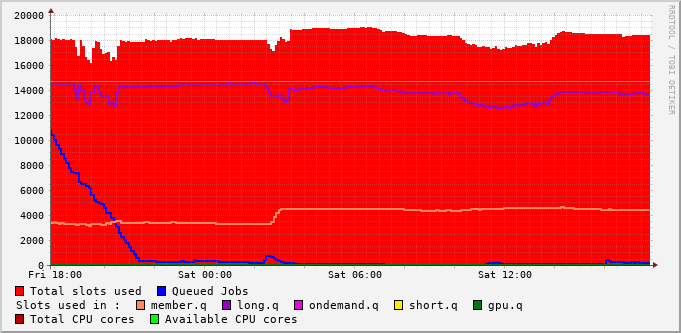 RRDTOOL / TOBI OETIKER
20000
18000
16000
14000
12000
10000
8000
6000
4000
2000
0
Fri 18:00 Sat 00:00 Sat 06:00 Sat 12:00
Total slots used Queued Jobs
Slots used in : member.q long.q ondemand.q short.q gpu.q
Total CPU cores Available CPU cores